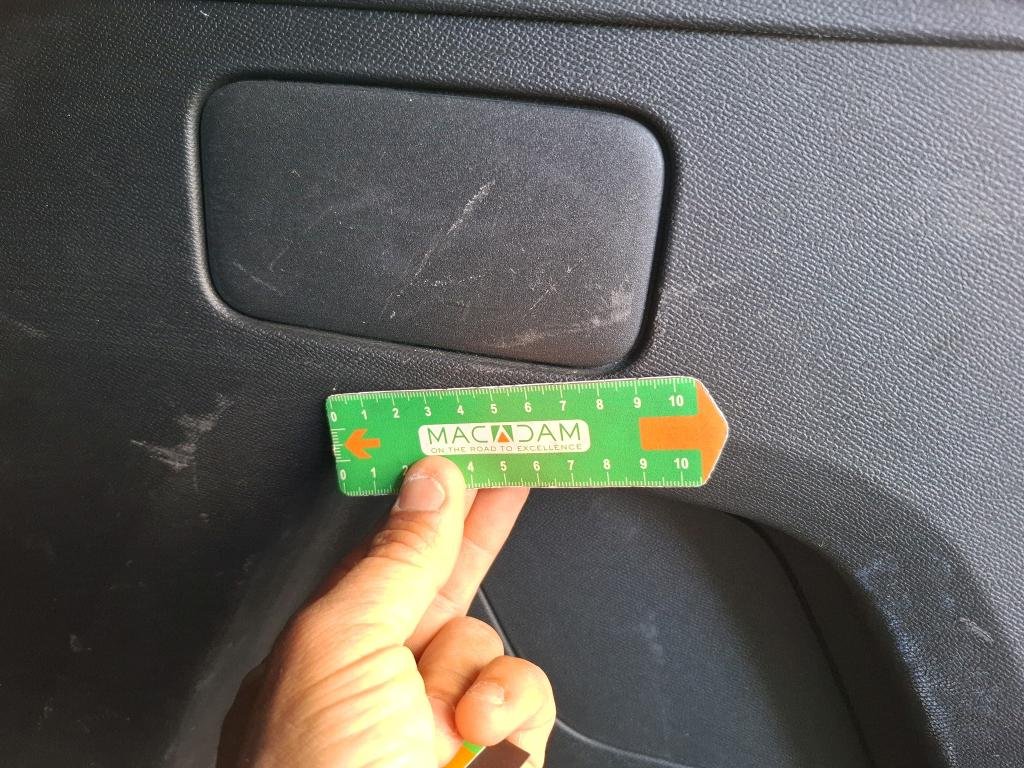 0 1 2 3 4 5 6 7 8 9 10
MACADAM
ON THE ROAD TO EXCELLENCE
0 1 2 4 5 6 7 8 9 10